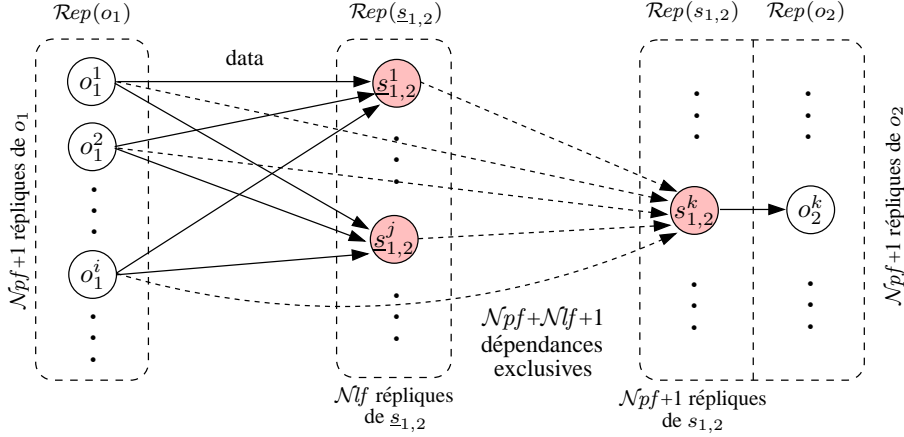 Rep(o₁) Rep(s̲₁,₂) Rep(s₁,₂) Rep(o₂)
data
o₁¹
s̲¹₁,₂
o₁²
Npf+1 répliques de o₁
Npf+1 répliques de o₂
s̲ʲ₁,₂
sᵏ₁,₂
o₂ᵏ
o₁ⁱ
Npf+Nlf+1
dépendances
exclusives
Nlf répliques
de s̲₁,₂
Npf+1 répliques
de s₁,₂